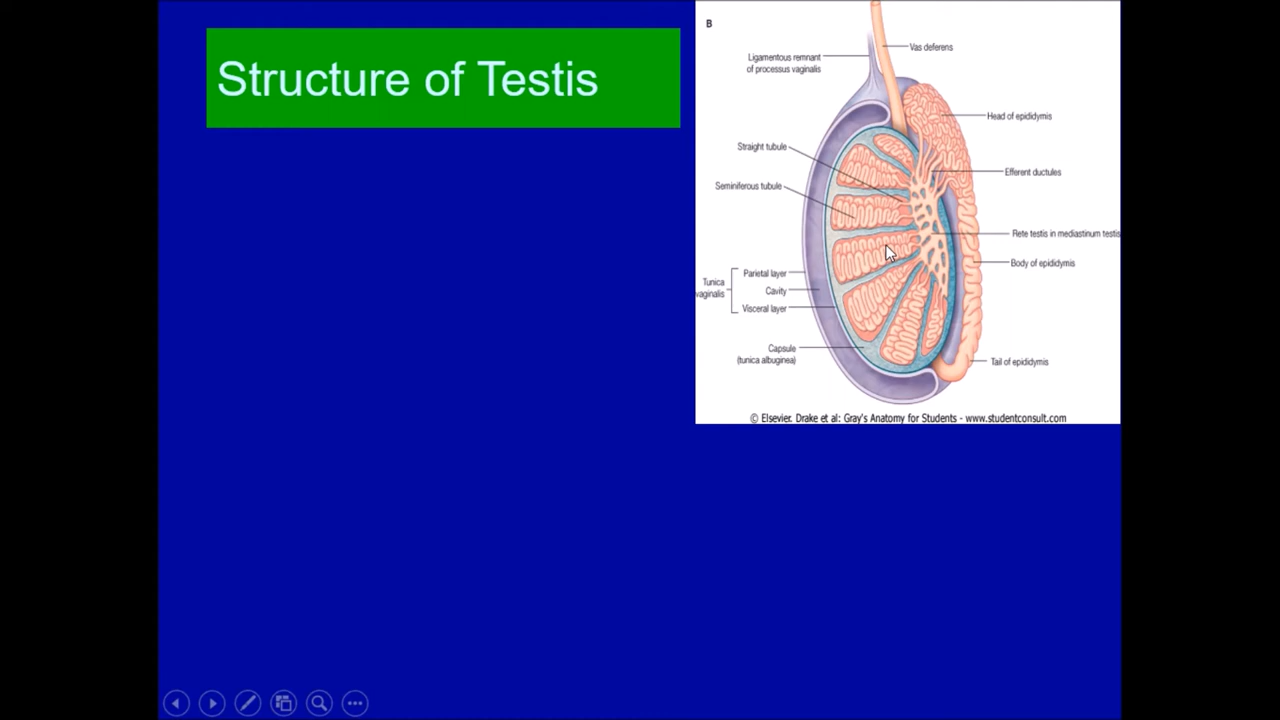 Structure of Testis
B
Vas deferens
Ligamentous remnant
of processus vaginalis
Head of epididymis
Straight tubule
Efferent ductules
Seminiferous tubule
Rete testis in mediastinum testis
Body of epididymis
Parietal layer
Tunica
vaginalis
Cavity
Visceral layer
Capsule
(tunica albuginea)
Tail of epididymis
© Elsevier. Drake et al: Gray's Anatomy for Students - www.studentconsult.com